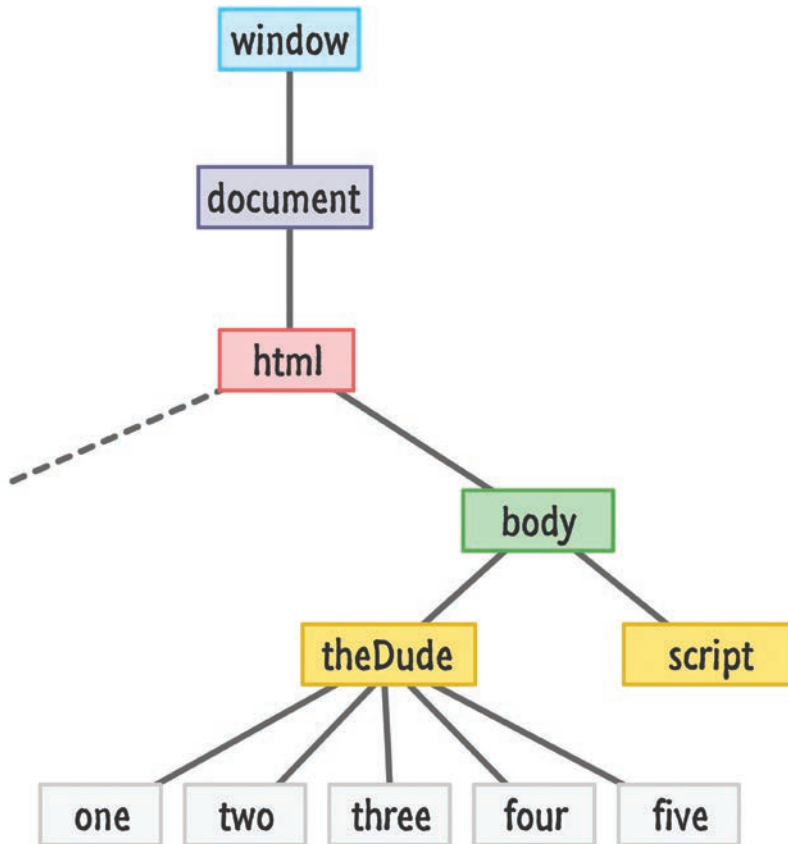 window
document
html
body
theDude
script
one
two
three
four
five